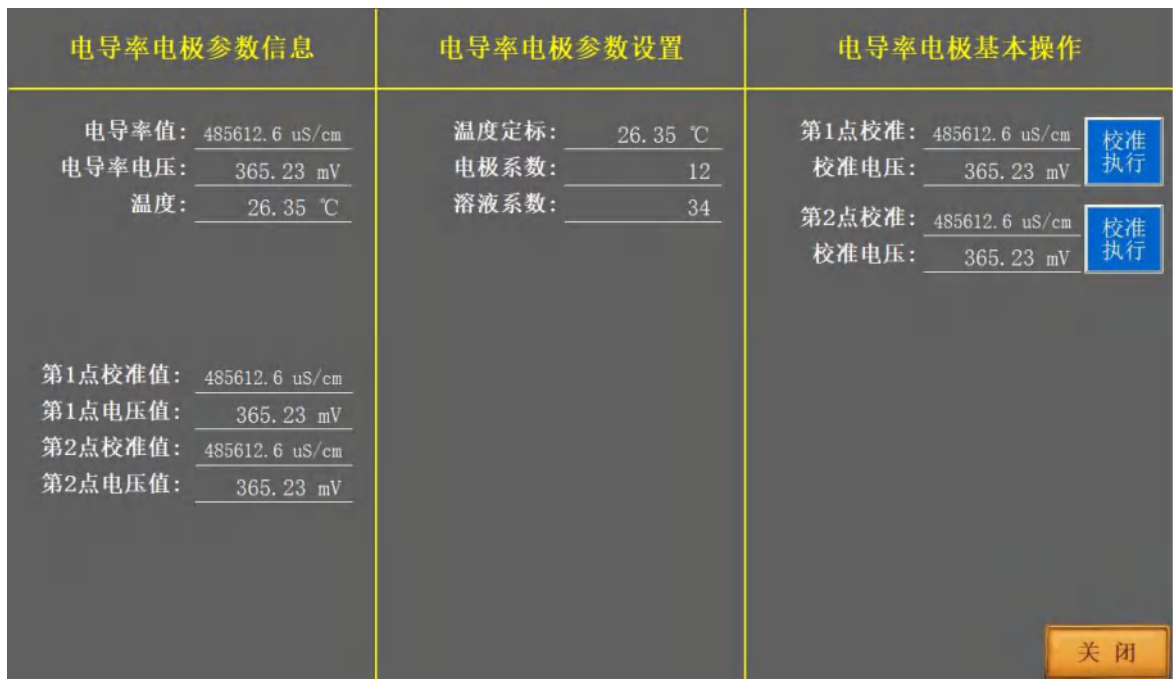 电导率电极参数信息
电导率值: 485612.6 uS/cm
电导率电压: 365.23 mV
温度: 26.35 ℃
第1点校准值: 485612.6 uS/cm
第1点电压值: 365.23 mV
第2点校准值: 485612.6 uS/cm
第2点电压值: 365.23 mV
电导率电极参数设置
温度定标: 26.35 ℃
电极系数: 12
溶液系数: 34
电导率电极基本操作
第1点校准: 485612.6 uS/cm
校准电压: 365.23 mV
校准
执行
第2点校准: 485612.6 uS/cm
校准电压: 365.23 mV
校准
执行
关 闭